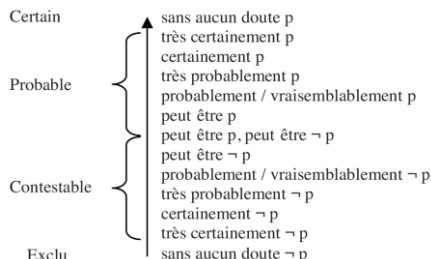 Certain sans aucun doute p
très certainement p
certainement p
Probable très probablement p
probablement / vraisemblablement p
peut être p
peut être p, peut être ¬ p
peut être ¬ p
probablement / vraisemblablement ¬ p
Contestable très probablement ¬ p
certainement ¬ p
très certainement ¬ p
Exclu sans aucun doute ¬ p